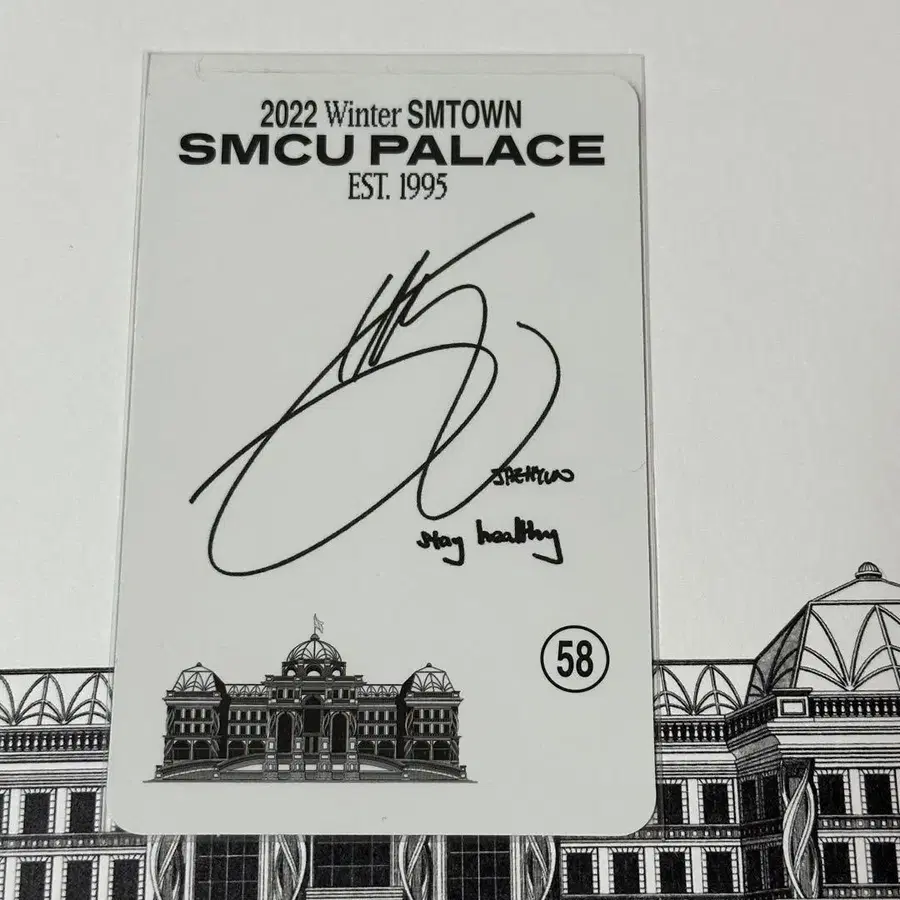 2022 Winter SMTOWN
SMCU PALACE
EST. 1995
JAEHYUN
stay healthy
58